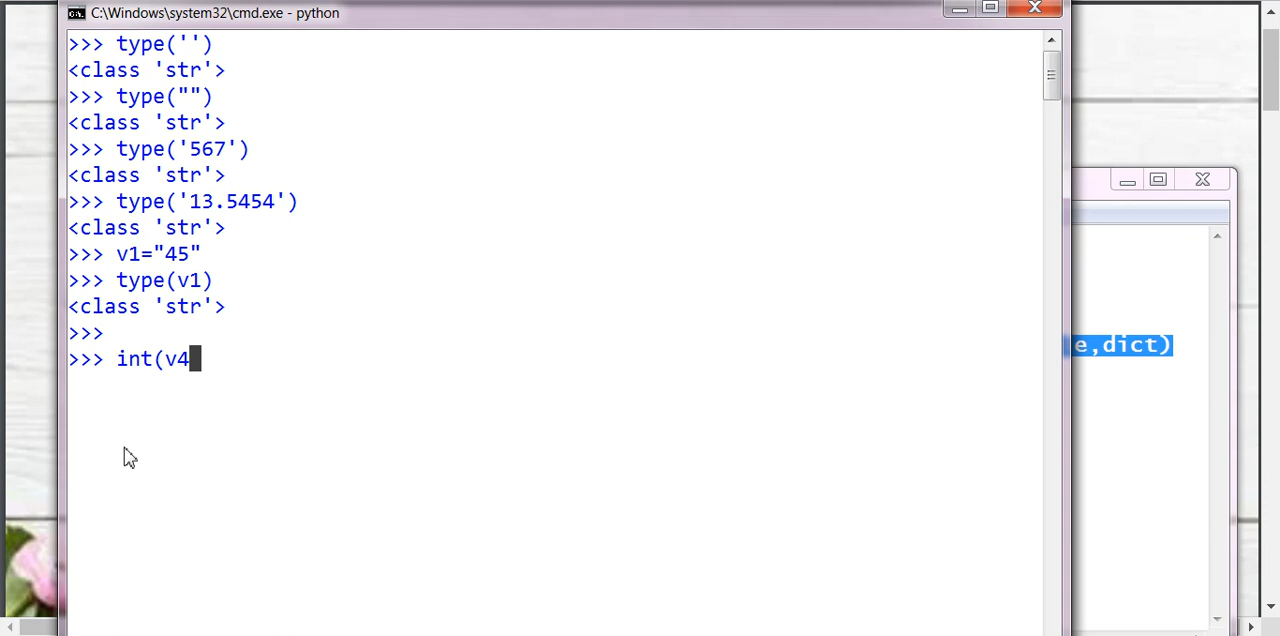 C:\Windows\system32\cmd.exe - python
>>> type('')
<class 'str'>
>>> type("")
<class 'str'>
>>> type('567')
<class 'str'>
>>> type('13.5454')
<class 'str'>
>>> v1="45"
>>> type(v1)
<class 'str'>
>>>
>>> int(v4
e,dict)